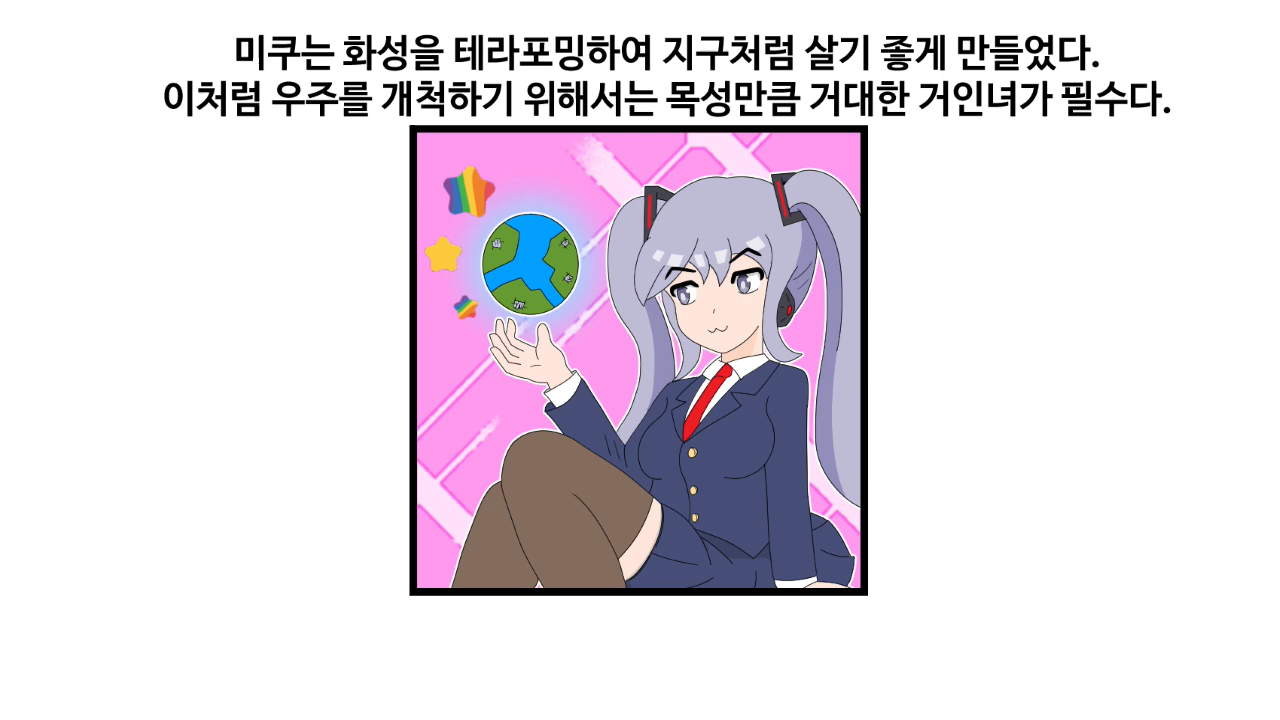 미쿠는 화성을 테라포밍하여 지구처럼 살기 좋게 만들었다.
이처럼 우주를 개척하기 위해서는 목성만큼 거대한 거인녀가 필수다.